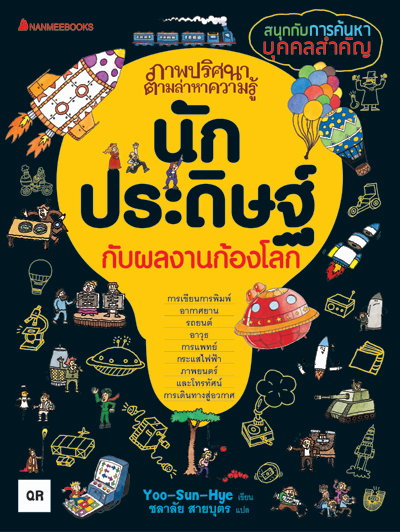 NANMEEBOOKS
สนุกกับการค้นหา
บุคคลสำคัญ
ภาพปริศนา
ตามล่าหาความรู้
นัก
ประดิษฐ์
กับผลงานก้องโลก
การเขียนการพิมพ์
อากาศยาน
รถยนต์
อาวุธ
การแพทย์
กระแสไฟฟ้า
ภาพยนตร์
และโทรทัศน์
การเดินทางสู่อวกาศ
QR
Yoo-Sun-Hye เขียน
ชลาลัย สายบุตร แปล